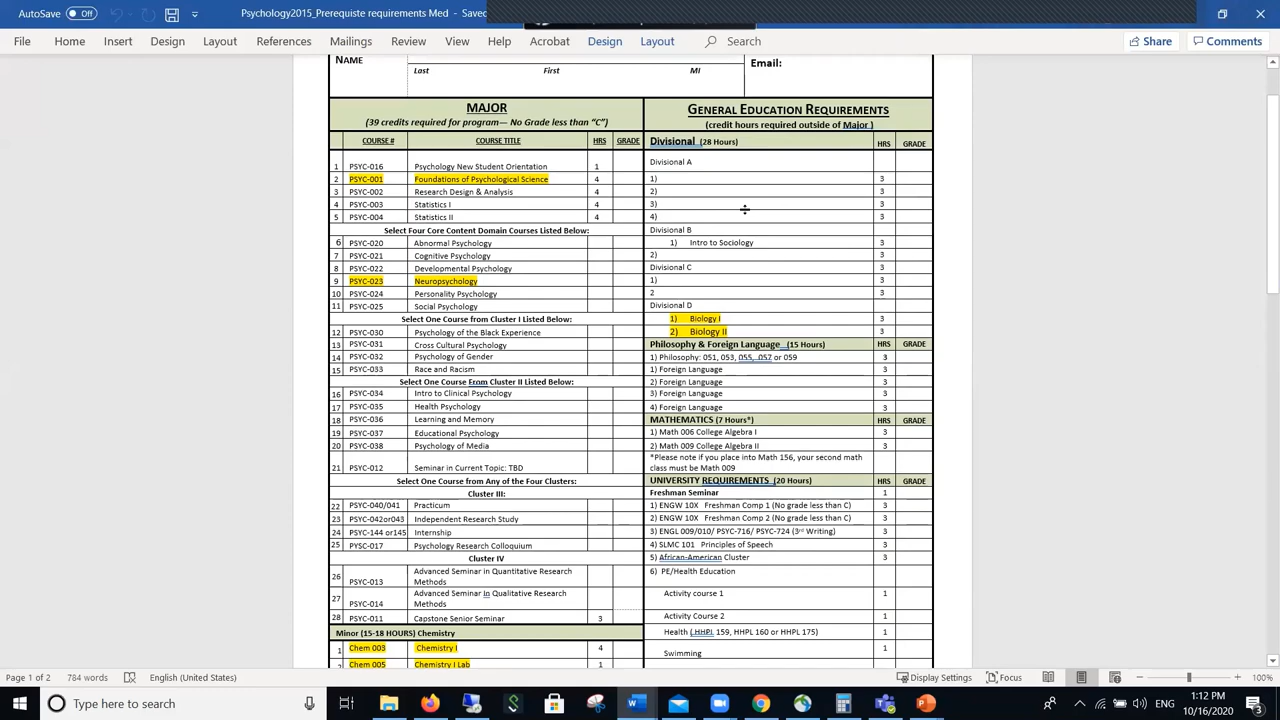 AutoSave Off Psychology2015_Prerequiste requirements Med - Saved
File Home Insert Design Layout References Mailings Review View Help Acrobat Design Layout Search Share Comments
NAME
Last First MI
Email:
MAJOR
(39 credits required for program— No Grade less than "C")
COURSE # COURSE TITLE HRS GRADE
1 PSYC-016 Psychology New Student Orientation 1
2 PSYC-001 Foundations of Psychological Science 4
3 PSYC-002 Research Design & Analysis 4
4 PSYC-003 Statistics I 4
5 PSYC-004 Statistics II 4
Select Four Core Content Domain Courses Listed Below:
6 PSYC-020 Abnormal Psychology
7 PSYC-021 Cognitive Psychology
8 PSYC-022 Developmental Psychology
9 PSYC-023 Neuropsychology
10 PSYC-024 Personality Psychology
11 PSYC-025 Social Psychology
Select One Course from Cluster I Listed Below:
12 PSYC-030 Psychology of the Black Experience
13 PSYC-031 Cross Cultural Psychology
14 PSYC-032 Psychology of Gender
15 PSYC-033 Race and Racism
Select One Course From Cluster II Listed Below:
16 PSYC-034 Intro to Clinical Psychology
17 PSYC-035 Health Psychology
18 PSYC-036 Learning and Memory
19 PSYC-037 Educational Psychology
20 PSYC-038 Psychology of Media
21 PSYC-012 Seminar in Current Topic: TBD
Select One Course from Any of the Four Clusters:
Cluster III:
22 PSYC-040/041 Practicum
23 PSYC-042or043 Independent Research Study
24 PSYC-144 or145 Internship
25 PYSC-017 Psychology Research Colloquium
Cluster IV
26 PSYC-013 Advanced Seminar in Quantitative Research
Methods
27 PSYC-014 Advanced Seminar In Qualitative Research
Methods
28 PSYC-011 Capstone Senior Seminar 3
Minor (15-18 HOURS) Chemistry
1 Chem 003 Chemistry I 4
Chem 005 Chemistry I Lab 1
GENERAL EDUCATION REQUIREMENTS
(credit hours required outside of Major )
Divisional (28 Hours) HRS GRADE
Divisional A
1) 3
2) 3
3) 3
4) 3
Divisional B
1) Intro to Sociology 3
2) 3
Divisional C 3
1) 3
2 3
Divisional D
1) Biology I 3
2) Biology II 3
Philosophy & Foreign Language (15 Hours) HRS GRADE
1) Philosophy: 051, 053, 055, .057 or 059 3
1) Foreign Language 3
2) Foreign Language 3
3) Foreign Language 3
4) Foreign Language 3
MATHEMATICS (7 Hours*) HRS GRADE
1) Math 006 College Algebra I 3
2) Math 009 College Algebra II 3
*Please note if you place into Math 156, your second math
class must be Math 009
UNIVERSITY REQUIREMENTS (20 Hours) HRS GRADE
Freshman Seminar 1
1) ENGW 10X Freshman Comp 1 (No grade less than C) 3
2) ENGW 10X Freshman Comp 2 (No grade less than C) 3
3) ENGL 009/010/ PSYC-716/ PSYC-724 (3rd Writing) 3
4) SLMC 101 Principles of Speech 3
5) African-American Cluster 3
6) PE/Health Education
Activity course 1 1
Activity Course 2 1
Health ( HHPL 159, HHPL 160 or HHPL 175) 1
Swimming 1
Page 1 of 2 784 words English (United States) Display Settings Focus 100%
Type here to search ENG 1:12 PM
10/16/2020